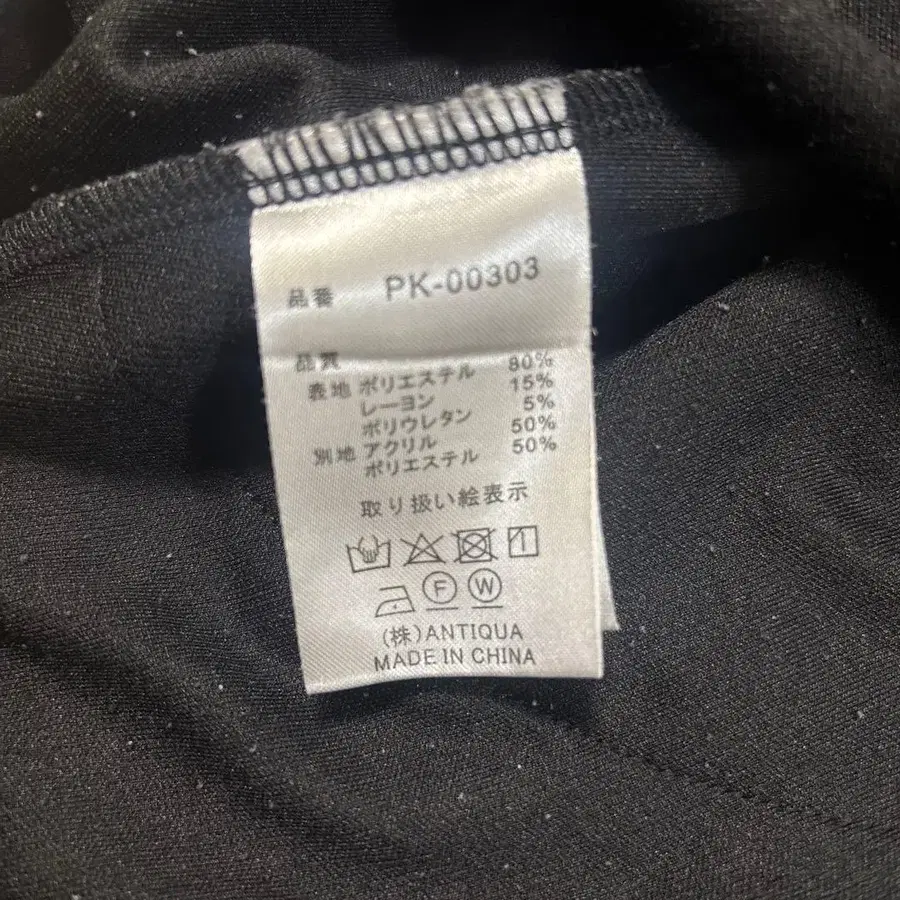 品番 PK-00303
品質
表地 ポリエステル 80%
レーヨン 15%
ポリウレタン 5%
別地 アクリル 50%
ポリエステル 50%
取り扱い絵表示
F W
(株)ANTIQUA
MADE IN CHINA